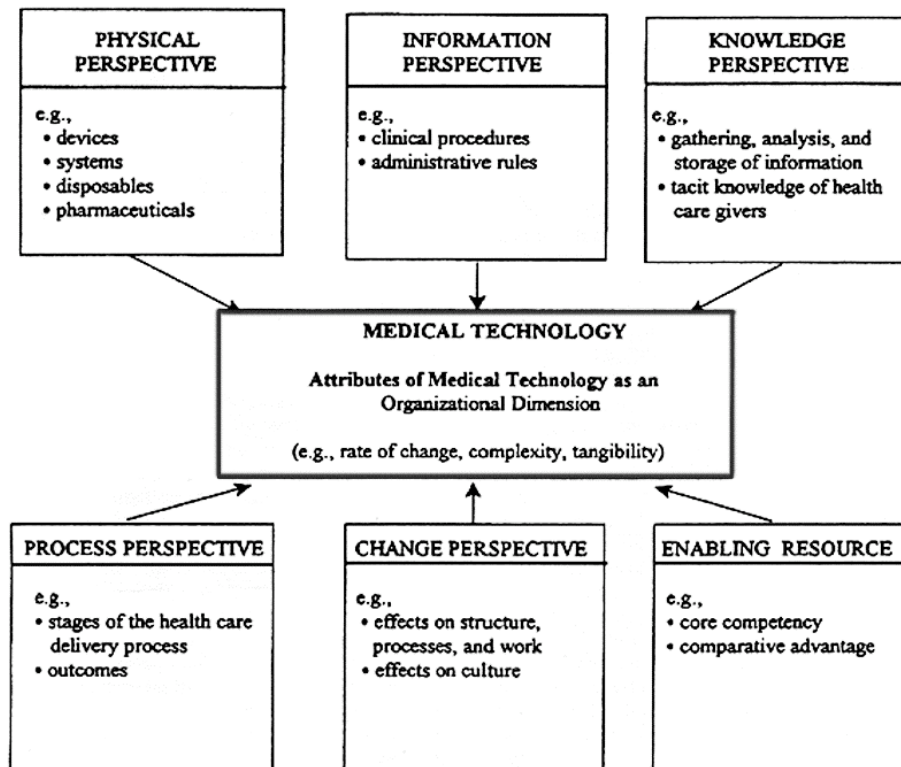 PHYSICAL
PERSPECTIVE
e.g.,
• devices
• systems
• disposables
• pharmaceuticals
INFORMATION
PERSPECTIVE
e.g.,
• clinical procedures
• administrative rules
KNOWLEDGE
PERSPECTIVE
e.g.,
• gathering, analysis, and
storage of information
• tacit knowledge of health
care givers
MEDICAL TECHNOLOGY
Attributes of Medical Technology as an
Organizational Dimension
(e.g., rate of change, complexity, tangibility)
PROCESS PERSPECTIVE
e.g.,
• stages of the health care
delivery process
• outcomes
CHANGE PERSPECTIVE
e.g.,
• effects on structure,
processes, and work
• effects on culture
ENABLING RESOURCE
e.g.,
• core competency
• comparative advantage